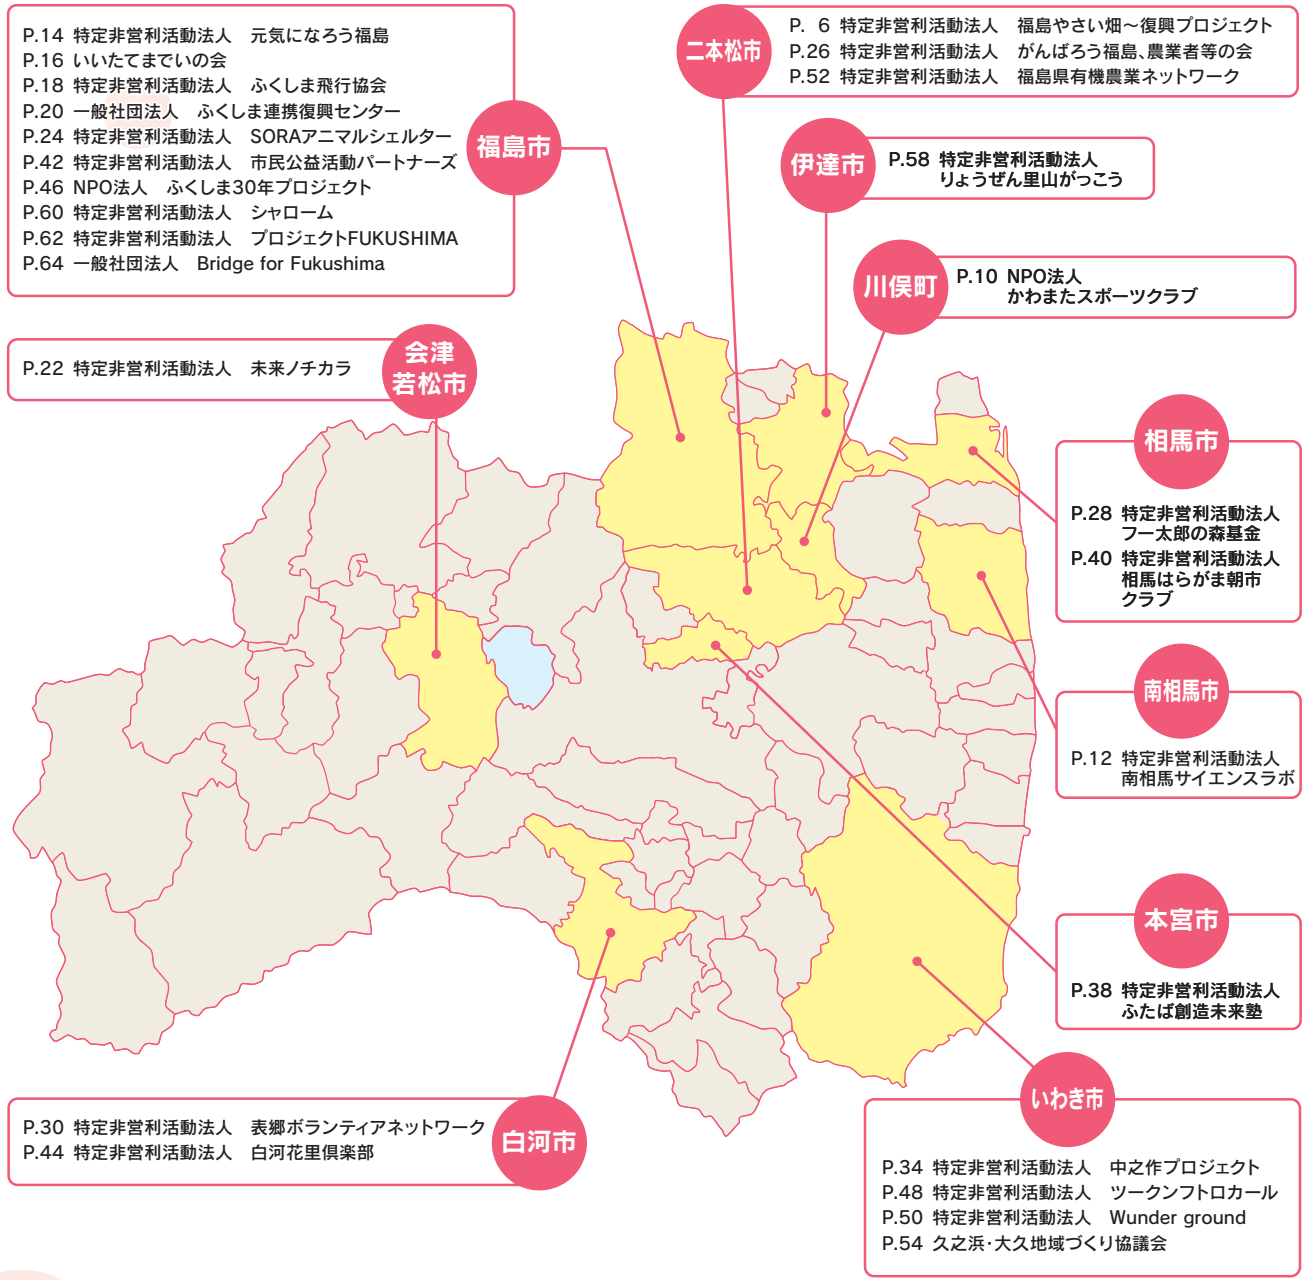 P.14 特定非営利活動法人　元気になろう福島
P.16 いいたてまでいの会
P.18 特定非営利活動法人　ふくしま飛行協会
P.20 一般社団法人　ふくしま連携復興センター
P.24 特定非営利活動法人　SORAアニマルシェルター
P.42 特定非営利活動法人　市民公益活動パートナーズ
P.46 NPO法人　ふくしま30年プロジェクト
P.60 特定非営利活動法人　シャローム
P.62 特定非営利活動法人　プロジェクトFUKUSHIMA
P.64 一般社団法人　Bridge for Fukushima
福島市
二本松市
P. 6 特定非営利活動法人　福島やさい畑～復興プロジェクト
P.26 特定非営利活動法人　がんばろう福島、農業者等の会
P.52 特定非営利活動法人　福島県有機農業ネットワーク
伊達市
P.58 特定非営利活動法人
りょうぜん里山がっこう
川俣町
P.10 NPO法人
かわまたスポーツクラブ
P.22 特定非営利活動法人　未来ノチカラ
会津
若松市
相馬市
P.28 特定非営利活動法人
フー太郎の森基金
P.40 特定非営利活動法人
相馬はらがま朝市
クラブ
南相馬市
P.12 特定非営利活動法人
南相馬サイエンスラボ
本宮市
P.38 特定非営利活動法人
ふたば創造未来塾
P.30 特定非営利活動法人　表郷ボランティアネットワーク
P.44 特定非営利活動法人　白河花里倶楽部
白河市
いわき市
P.34 特定非営利活動法人　中之作プロジェクト
P.48 特定非営利活動法人　ツークンフトロカール
P.50 特定非営利活動法人　Wunder ground
P.54 久之浜・大久地域づくり協議会